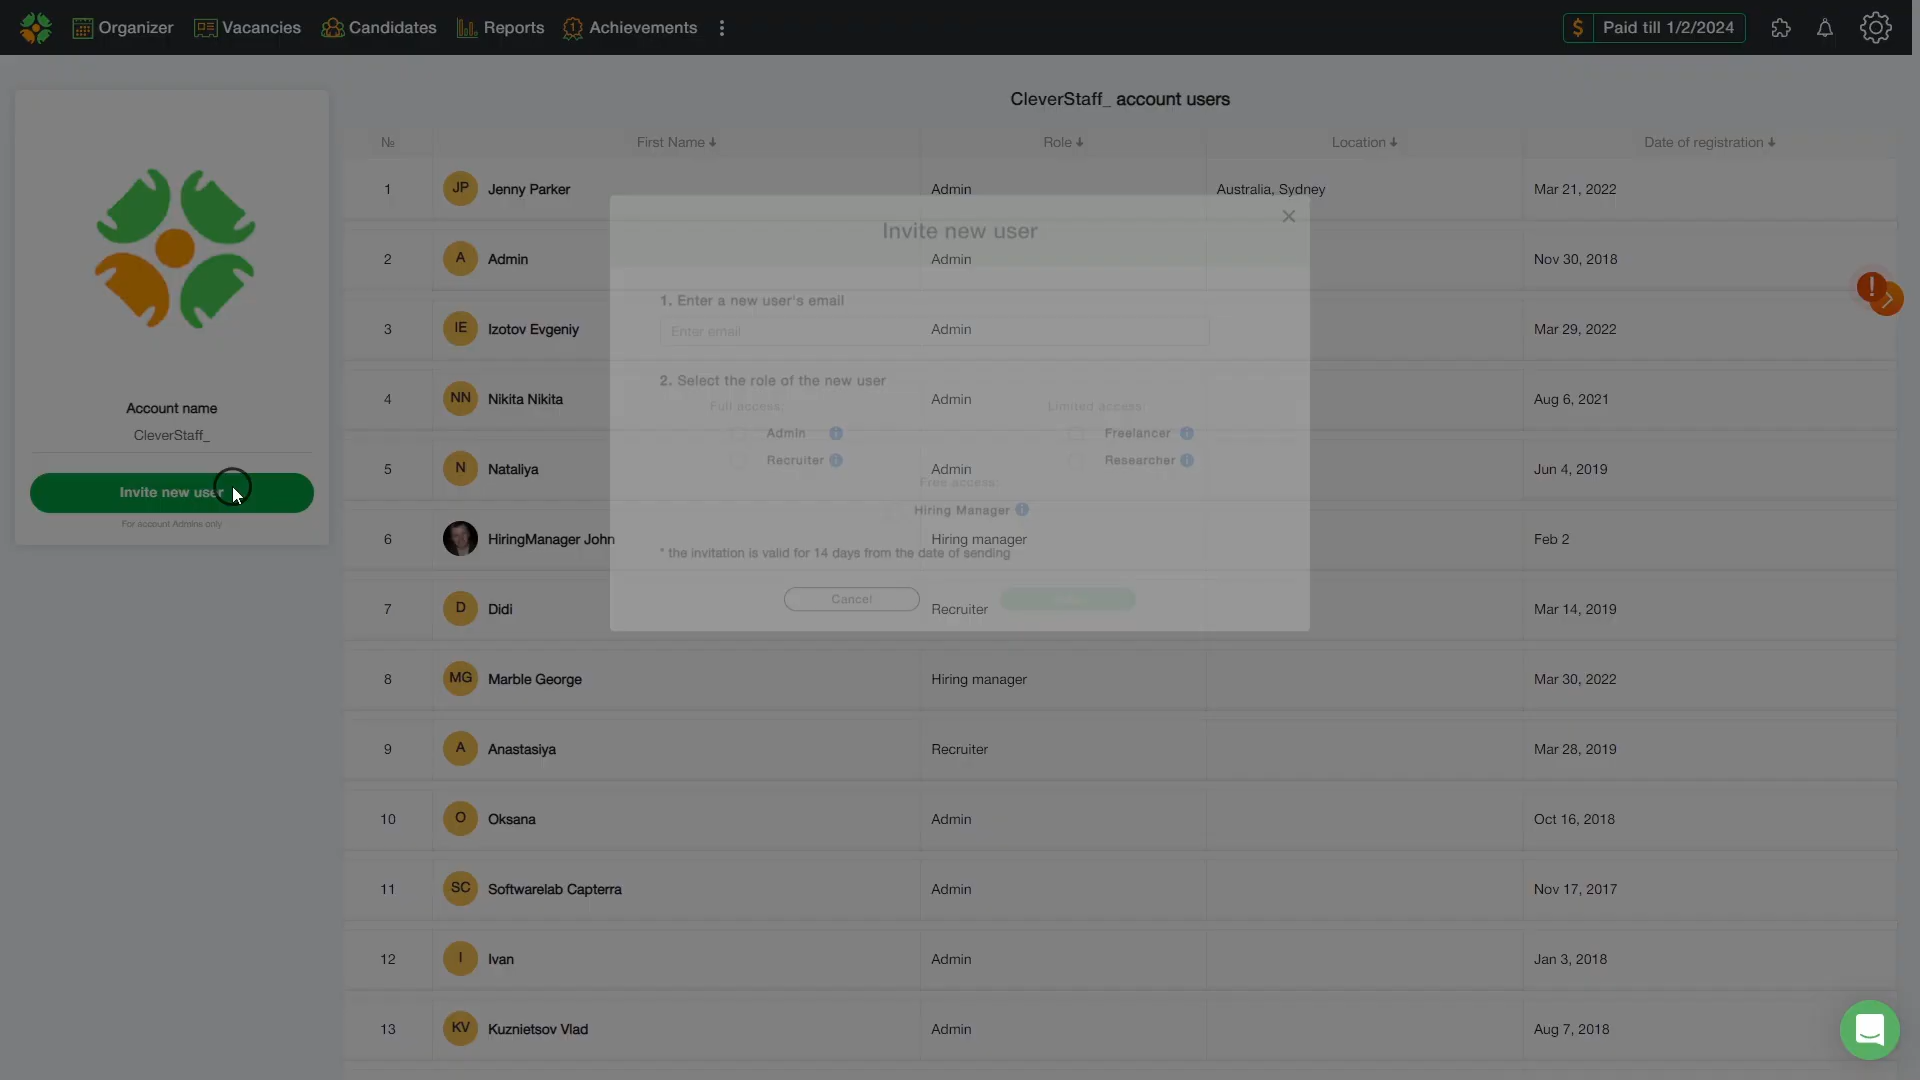 Organizer Vacancies Candidates Reports Achievements $ Paid till 1/2/2024
CleverStaff_ account users
№ First Name Role Location Date of registration
1 JP Jenny Parker Admin Australia, Sydney Mar 21, 2022
2 A Admin Admin Nov 30, 2018
3 IE Izotov Evgeniy Admin Mar 29, 2022
4 NN Nikita Nikita Admin Aug 6, 2021
5 N Nataliya Admin Jun 4, 2019
6 HiringManager John Hiring manager Feb 2
7 D Didi Recruiter Mar 14, 2019
8 MG Marble George Hiring manager Mar 30, 2022
9 A Anastasiya Recruiter Mar 28, 2019
10 O Oksana Admin Oct 16, 2018
11 SC Softwarelab Capterra Admin Nov 17, 2017
12 I Ivan Admin Jan 3, 2018
13 KV Kuznietsov Vlad Admin Aug 7, 2018
Account name
CleverStaff_
Invite new user
For account Admins only
Invite new user
1. Enter a new user's email
Enter email
2. Select the role of the new user
Full access: Limited access:
Admin Freelancer
Recruiter Researcher
Free access
Hiring Manager
* the invitation is valid for 14 days from the date of sending
Cancel